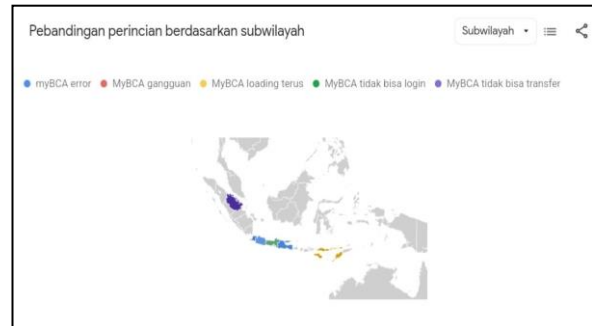 Pebandingan perincian berdasarkan subwilayah
Subwilayah
myBCA error MyBCA gangguan MyBCA loading terus MyBCA tidak bisa login MyBCA tidak bisa transfer